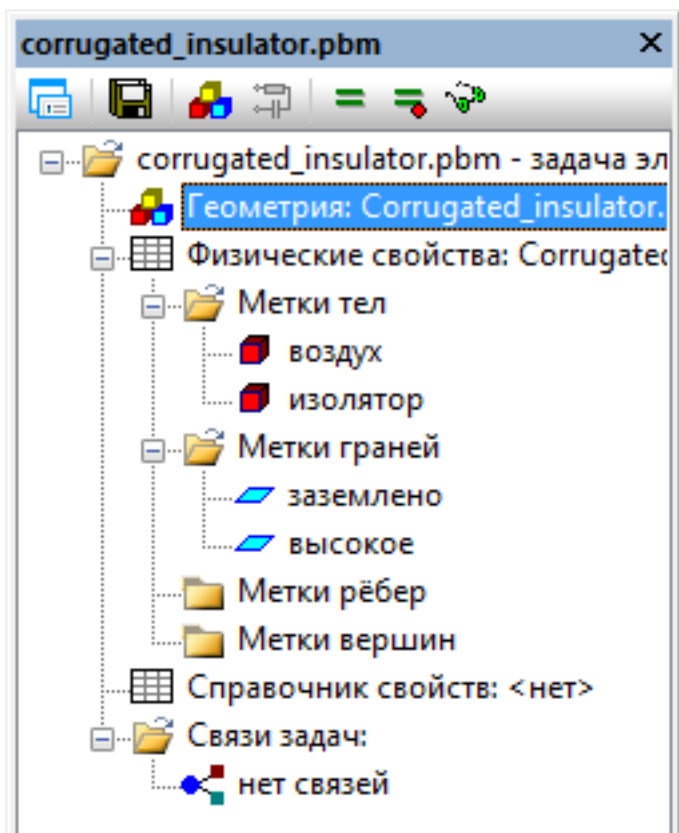 corrugated_insulator.pbm
corrugated_insulator.pbm - задача эл
Геометрия: Corrugated_insulator.
Физические свойства: Corrugated
Метки тел
воздух
изолятор
Метки граней
заземлено
высокое
Метки рёбер
Метки вершин
Справочник свойств: <нет>
Связи задач:
нет связей